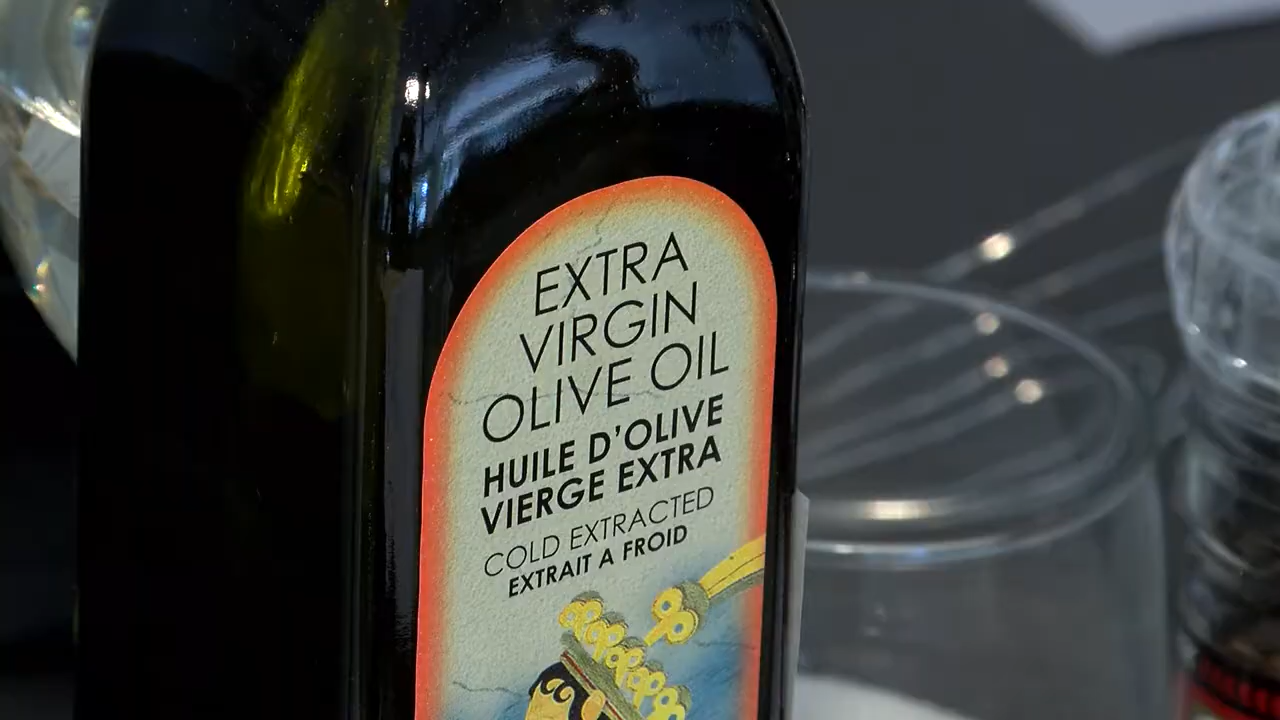 EXTRA
VIRGIN
OLIVE OIL
HUILE D'OLIVE
VIERGE EXTRA
COLD EXTRACTED
EXTRAIT A FROID